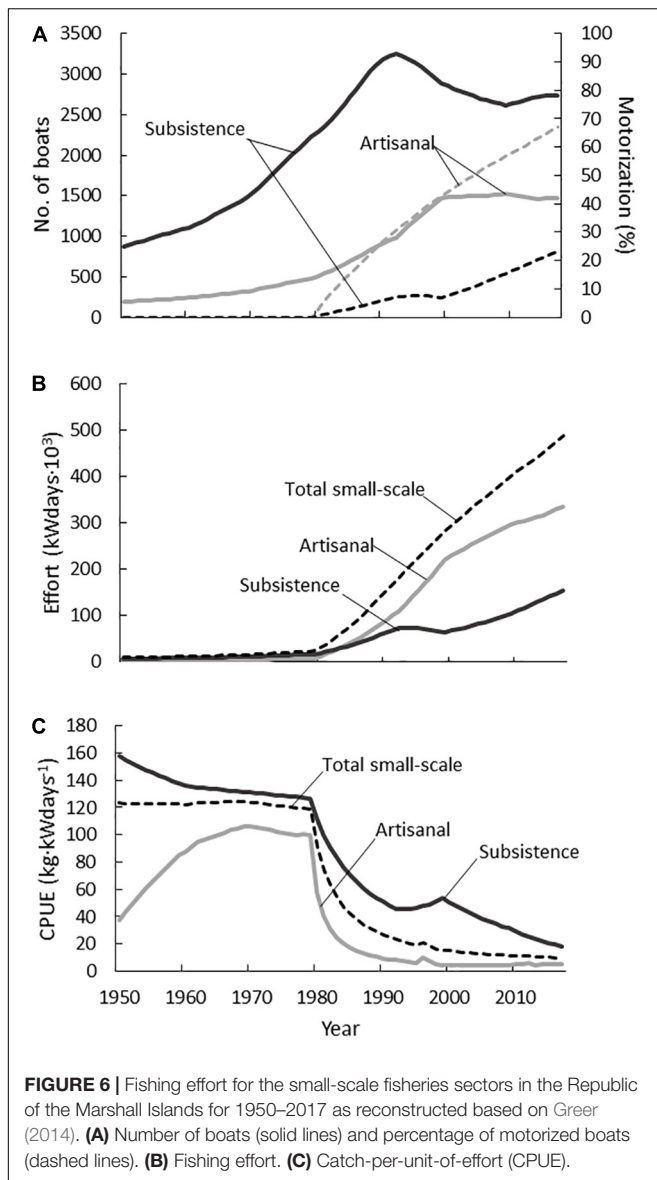 A
3500
3000
2500
2000
1500
1000
500
0
No. of boats
Subsistence
Artisanal
100
90
80
70
60
50
40
30
20
10
0
Motorization (%)
B
600
500
400
300
200
100
0
Effort (kWdays·10³)
Total small-scale
Artisanal
Subsistence
C
180
160
140
120
100
80
60
40
20
0
CPUE (kg·kWdays⁻¹)
Total small-scale
Artisanal
Subsistence
1950 1960 1970 1980 1990 2000 2010
Year
FIGURE 6 | Fishing effort for the small-scale fisheries sectors in the Republic
of the Marshall Islands for 1950–2017 as reconstructed based on Greer
(2014). (A) Number of boats (solid lines) and percentage of motorized boats
(dashed lines). (B) Fishing effort. (C) Catch-per-unit-of-effort (CPUE).